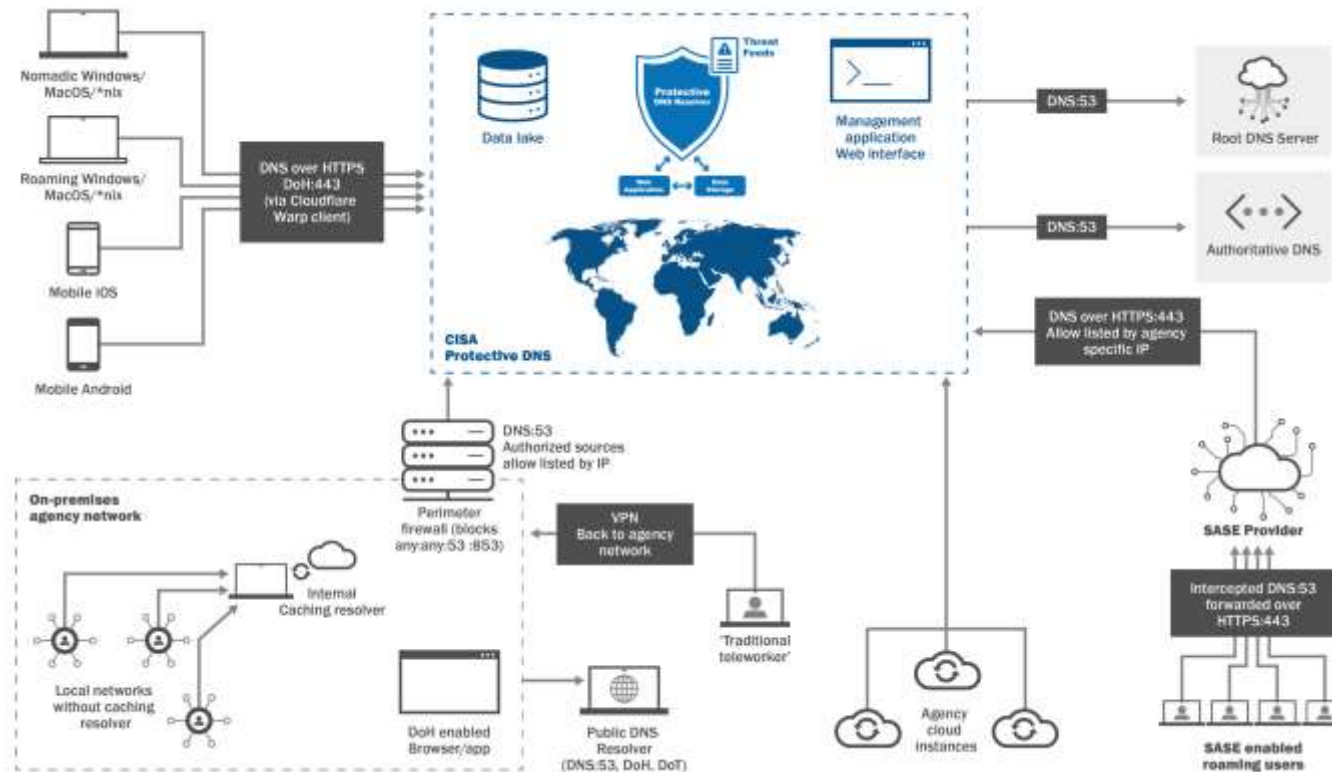 Nomadic Windows/
MacOS/*nix
Roaming Windows/
MacOS/*nix
Mobile IOS
Mobile Android
DNS over HTTPS
DoH:443
(via Cloudflare
Warp client)
Data lake
Threat
Feeds
Protective
DNS Resolver
Web
Application
Data
Storage
Management
application
Web interface
CISA
Protective DNS
DNS:53
Root DNS Server
DNS:53
Authoritative DNS
DNS over HTTPS:443
Allow listed by agency
specific IP
SASE Provider
Intercepted DNS:53
forwarded over
HTTPS:443
SASE enabled
roaming users
DNS:53
Authorized sources
allow listed by IP
Perimeter
firewall (blocks
any:any:53 :853)
On-premises
agency network
Internal
Caching resolver
Local networks
without caching
resolver
DoH enabled
Browser/app
Public DNS
Resolver
(DNS:53, DoH. DoT)
VPN
Back to agency
network
'Traditional
teleworker'
Agency
cloud
instances